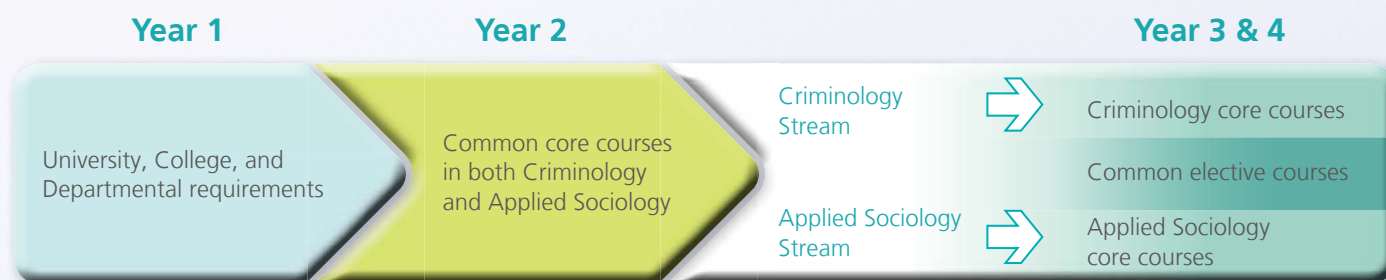 Year 1
Year 2
Year 3 & 4
University, College, and
Departmental requirements
Common core courses
in both Criminology
and Applied Sociology
Criminology
Stream
Applied Sociology
Stream
Criminology core courses
Common elective courses
Applied Sociology
core courses